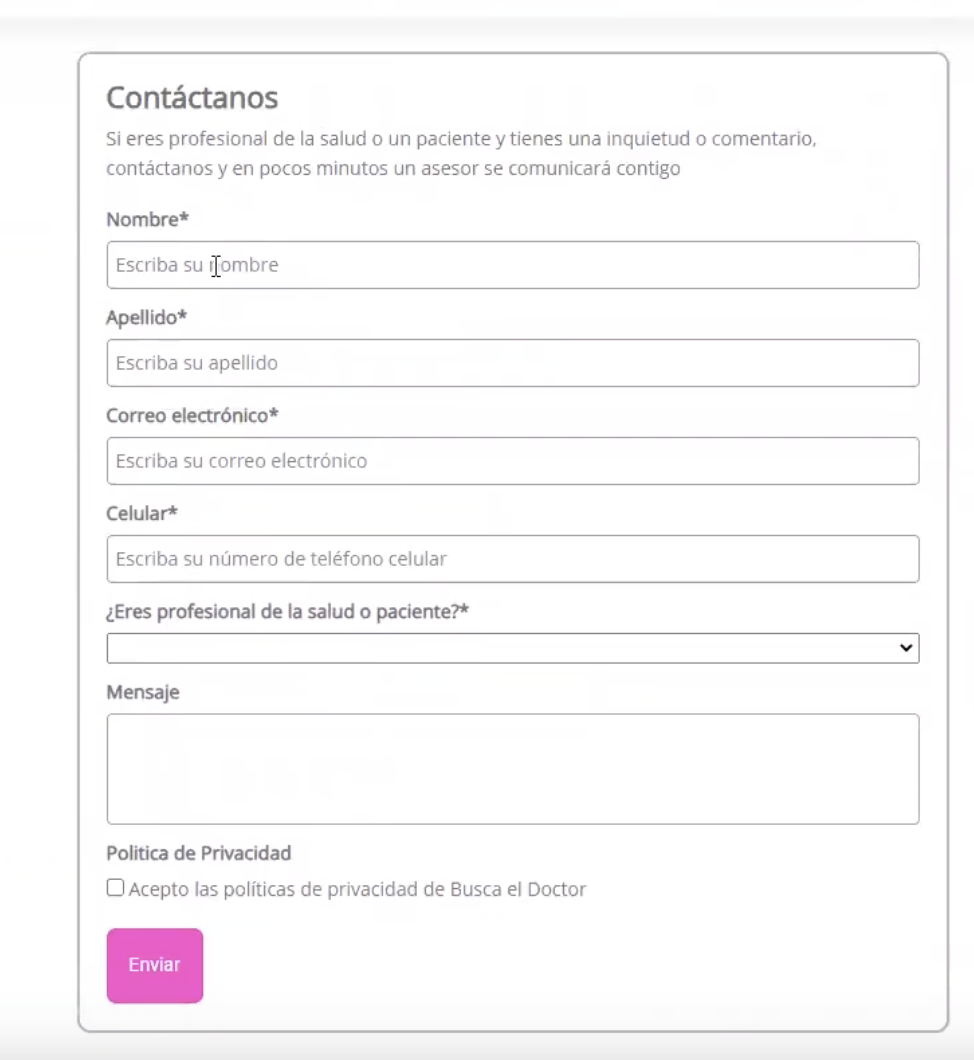 Contáctanos
Si eres profesional de la salud o un paciente y tienes una inquietud o comentario,
contáctanos y en pocos minutos un asesor se comunicará contigo
Nombre*
Escriba su nombre
Apellido*
Escriba su apellido
Correo electrónico*
Escriba su correo electrónico
Celular*
Escriba su número de teléfono celular
¿Eres profesional de la salud o paciente?*
Mensaje
Politica de Privacidad
Acepto las políticas de privacidad de Busca el Doctor
Enviar